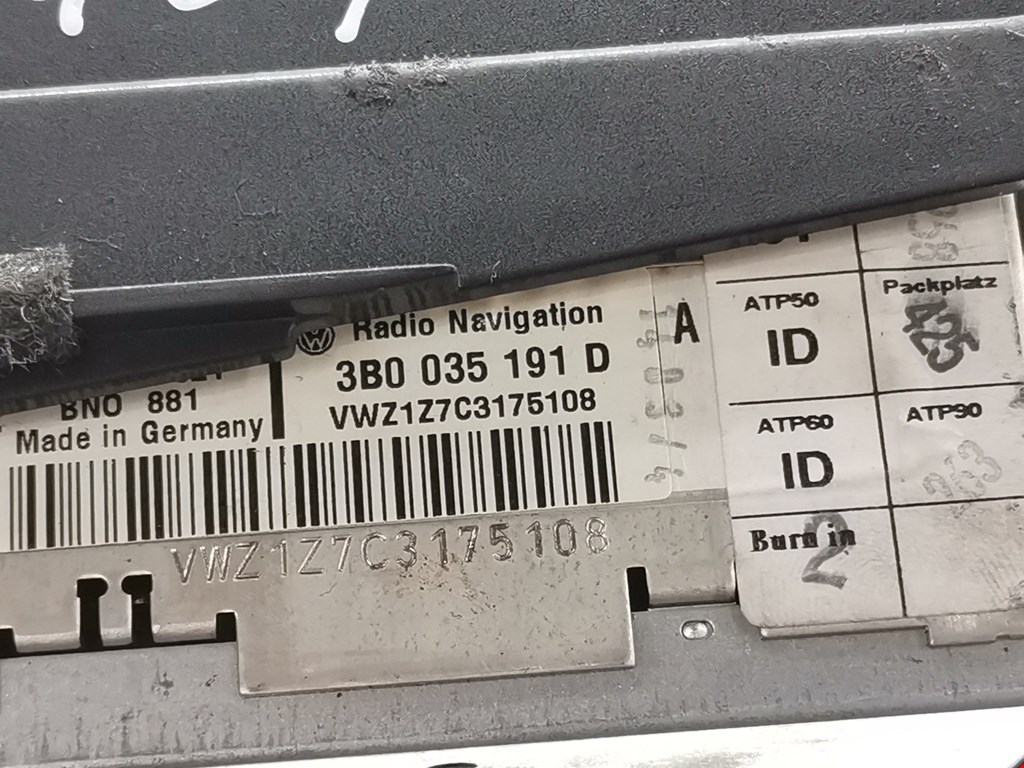 Radio Navigation
3B0 035 191 D
VWZ1Z7C3175108
BNO 881
Made in Germany
A
VWZ1Z7C3175108
ATP50
ID
Packplatz
A25
ATP60
ID
ATP90
Burn in
2